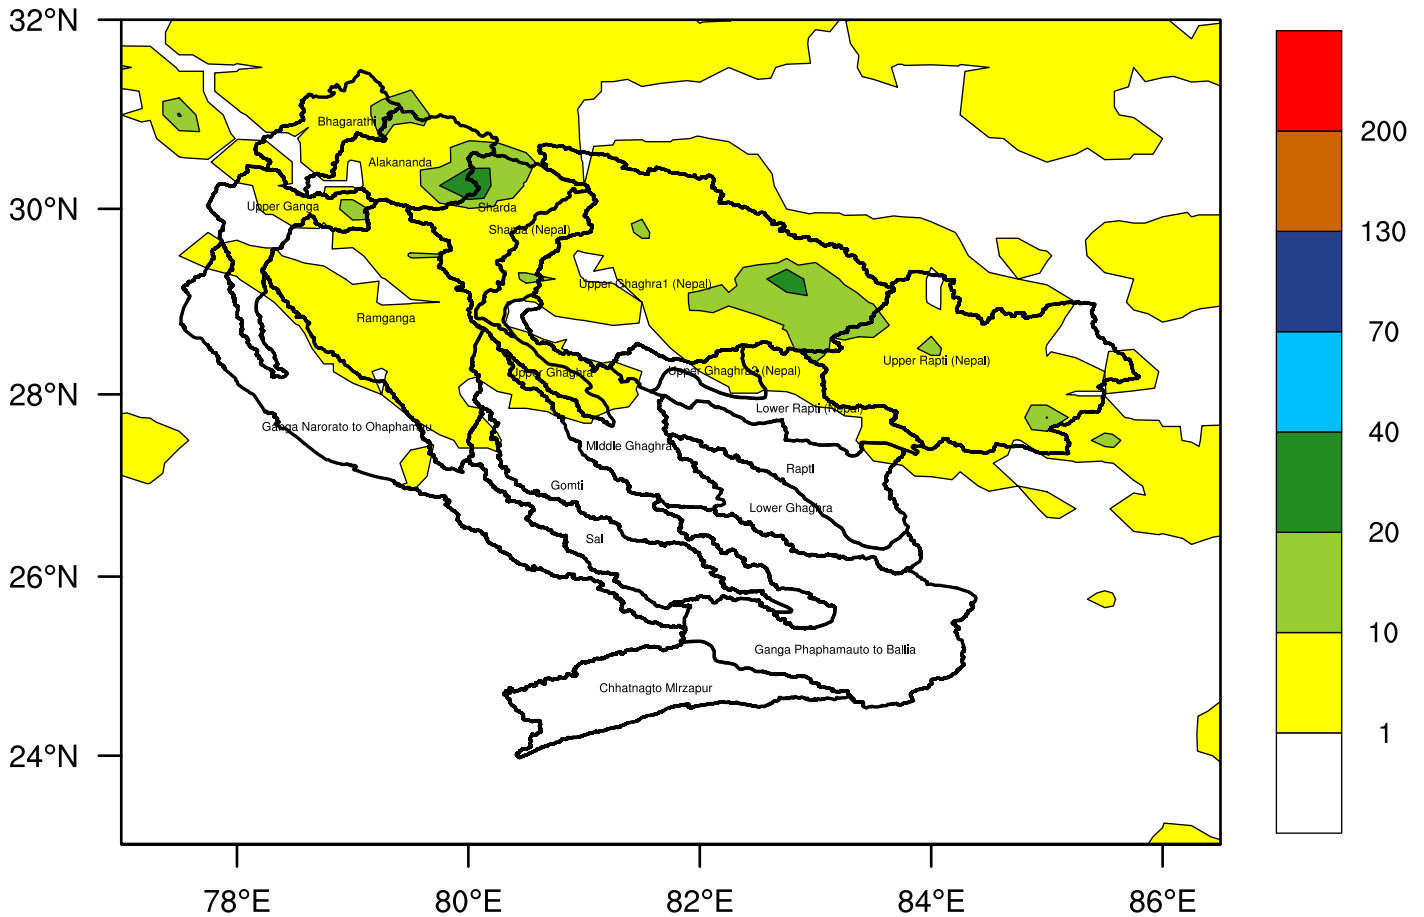 32°N
30°N
28°N
26°N
24°N
78°E
80°E
82°E
84°E
86°E
200
130
70
40
20
10
1
Bhagarathi
Alakananda
Upper Ganga
Sharda
Sharda (Nepal)
Upper Ghaghra1 (Nepal)
Ramganga
Upper Rapti (Nepal)
Upper Ghaghra
Upper Ghaghra2 (Nepal)
Lower Rapti (Nepal)
Ganga Narorato to Ohaphamau
MIddle Ghaghra
RaptI
GomtI
Lower Ghaghra
SaI
Ganga Phaphamauto to BallIa
Chhatnagto MIrzapur